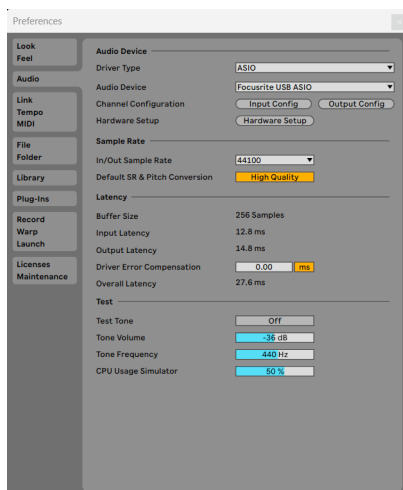 Preferences
Look
Feel
Audio
Link
Tempo
MIDI
File
Folder
Library
Plug-Ins
Record
Warp
Launch
Licenses
Maintenance
Audio Device
Driver Type ASIO
Audio Device Focusrite USB ASIO
Channel Configuration Input Config Output Config
Hardware Setup Hardware Setup
Sample Rate
In/Out Sample Rate 44100
Default SR & Pitch Conversion High Quality
Latency
Buffer Size 256 Samples
Input Latency 12.8 ms
Output Latency 14.8 ms
Driver Error Compensation 0.00 ms
Overall Latency 27.6 ms
Test
Test Tone Off
Tone Volume -36 dB
Tone Frequency 440 Hz
CPU Usage Simulator 50 %